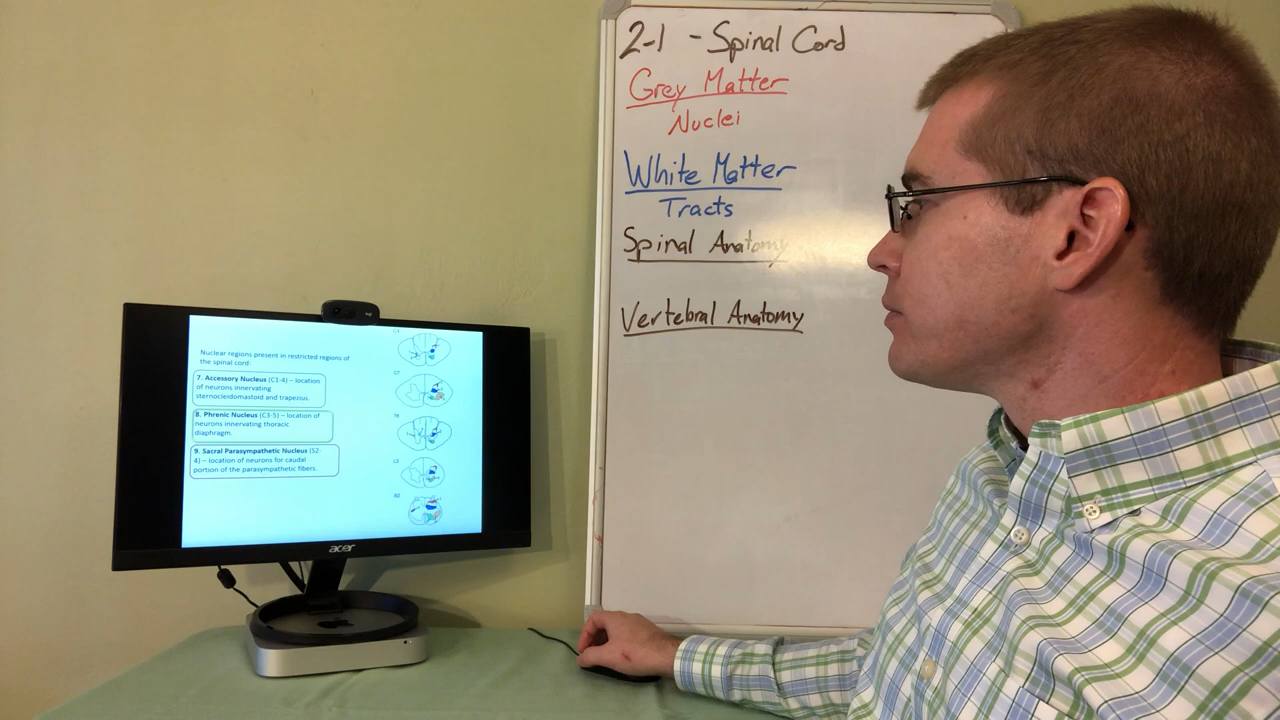 2-1 - Spinal Cord
Grey Matter
Nuclei
White Matter
Tracts
Spinal Anatomy
Vertebral Anatomy
Nuclear regions present in restricted regions of
the spinal cord
7. Accessory Nucleus (C1-4) – location
of neurons innervating
sternocleidomastoid and trapezius.
8. Phrenic Nucleus (C3-5) – location of
neurons innervating thoracic
diaphragm.
9. Sacral Parasympathetic Nucleus (S2-
4) – location of neurons for caudal
portion of the parasympathetic fibers.
acer